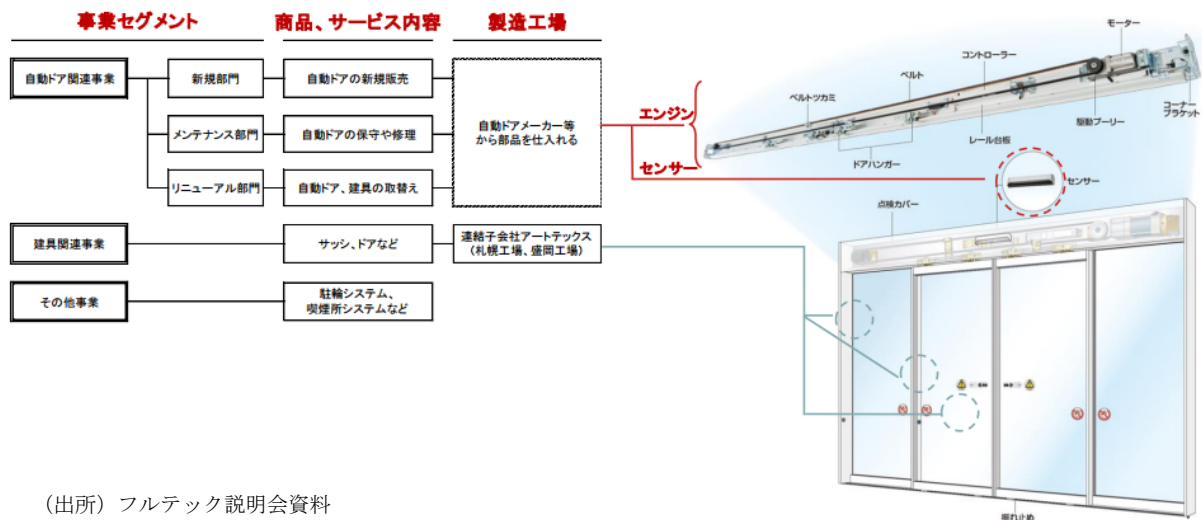 事業セグメント
商品、サービス内容
製造工場
自動ドア関連事業
新規部門
自動ドアの新規販売
メンテナンス部門
自動ドアの保守や修理
リニューアル部門
自動ドア、建具の取替え
自動ドアメーカー等
から部品を仕入れる
建具関連事業
サッシ、ドアなど
連結子会社アートテックス
(札幌工場、盛岡工場)
その他事業
駐輪システム、
喫煙所システムなど
エンジン
センサー
モーター
コントローラー
ベルト
ベルトツカミ
コーナー
ブラケット
駆動プーリー
レール台板
ドアハンガー
センサー
点検カバー
振れ止め
(出所)フルテック説明会資料